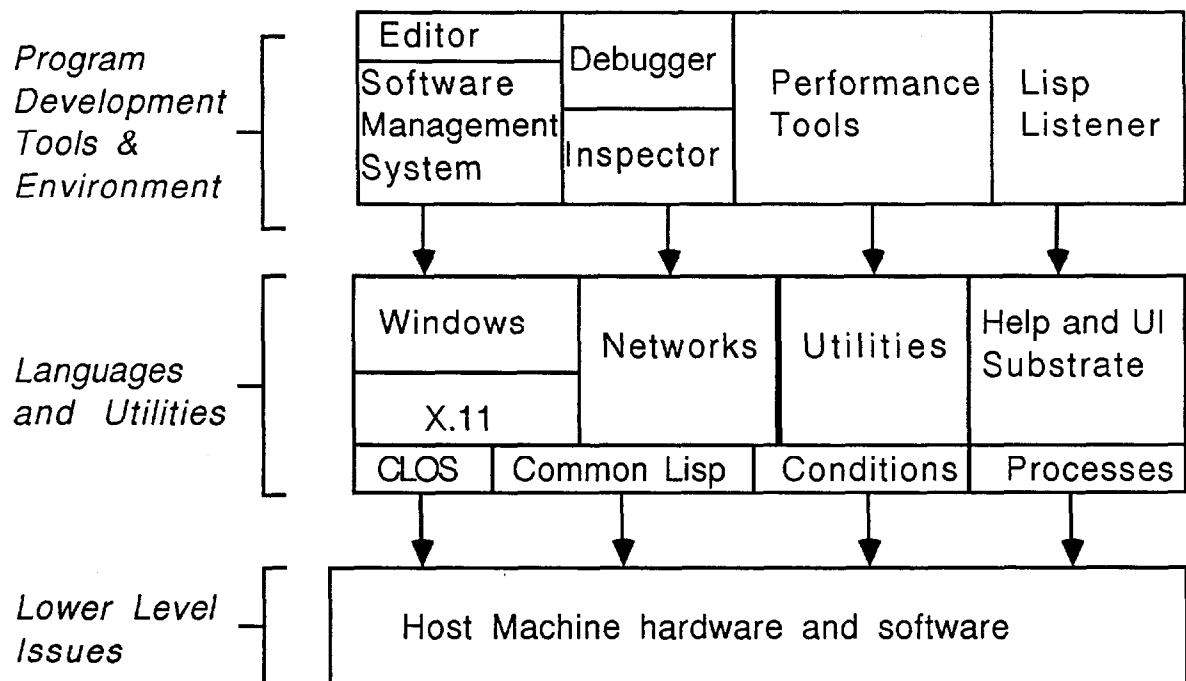 Program
Development
Tools &
Environment
Editor
Software
Management
System
Debugger
Inspector
Performance
Tools
Lisp
Listener
Languages
and Utilities
Windows
X.11
Networks
Utilities
Help and UI
Substrate
CLOS
Common Lisp
Conditions
Processes
Lower Level
Issues
Host Machine hardware and software